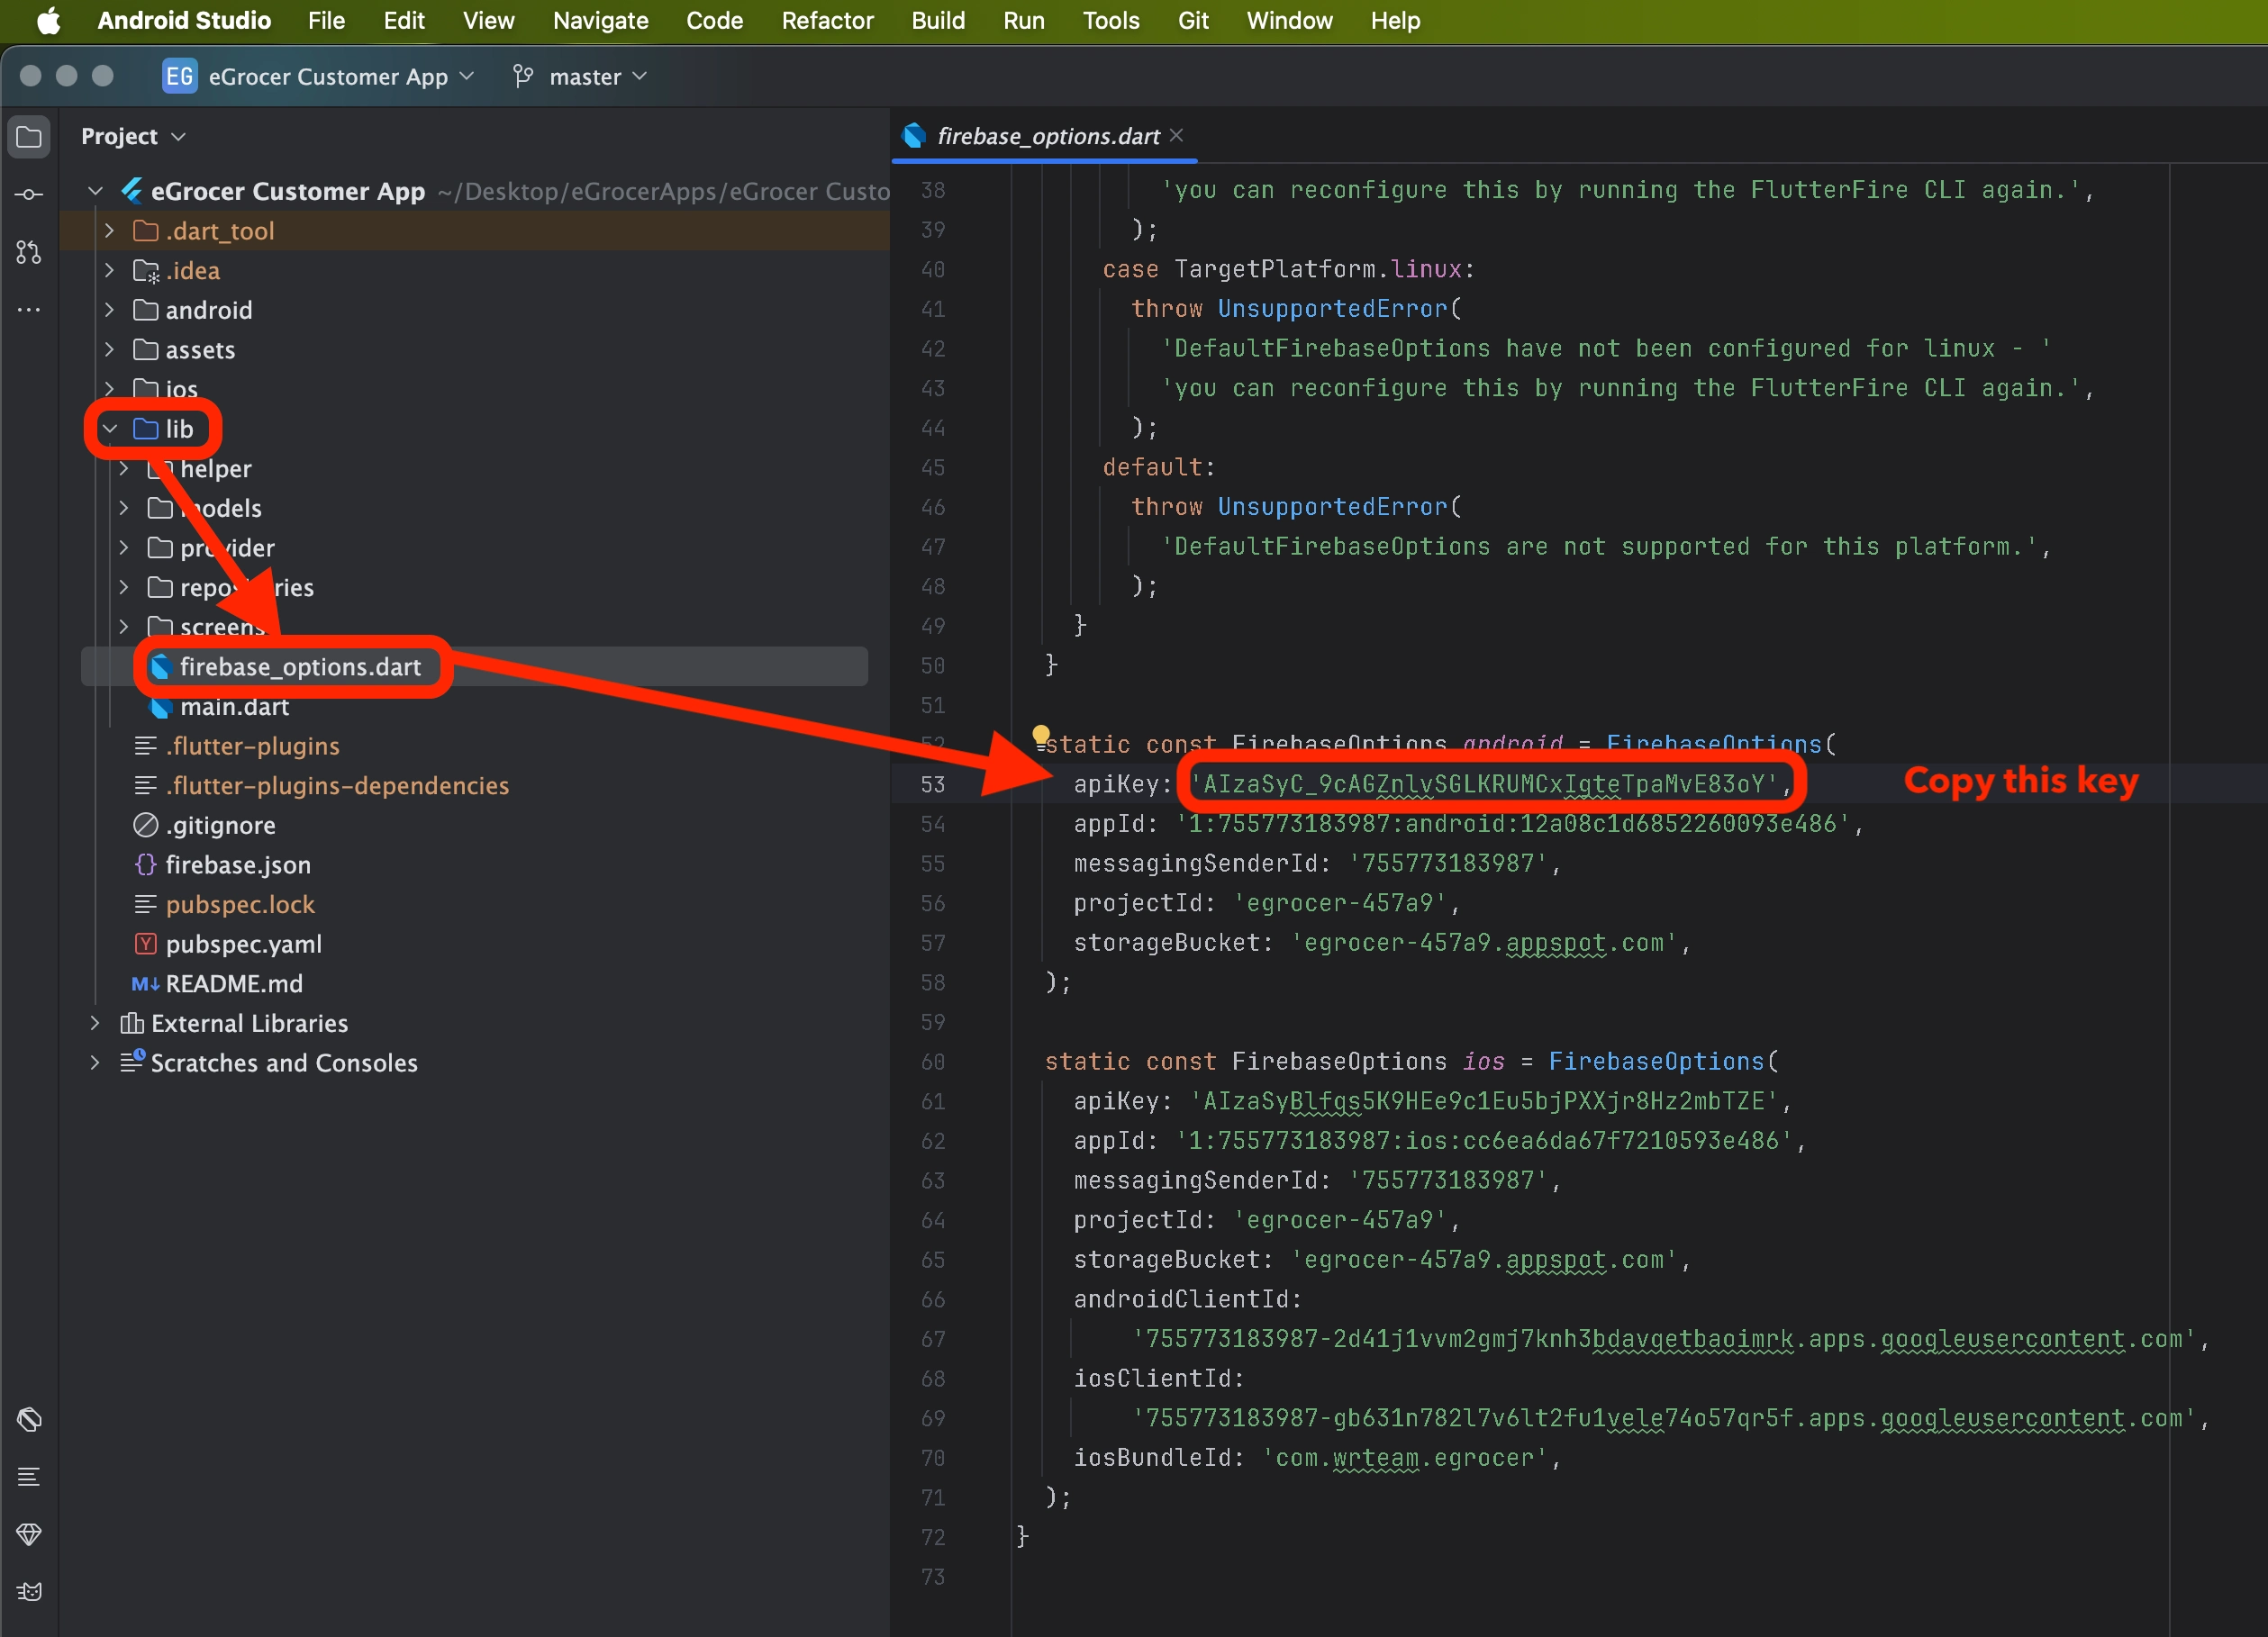 Android Studio File Edit View Navigate Code Refactor Build Run Tools Git Window Help
EG eGrocer Customer App master
Project
eGrocer Customer App ~/Desktop/eGrocerApps/eGrocer Custo
.dart_tool
.idea
android
assets
ios
lib
helper
models
provider
repositories
screens
firebase_options.dart
main.dart
.flutter-plugins
.flutter-plugins-dependencies
.gitignore
firebase.json
pubspec.lock
pubspec.yaml
README.md
External Libraries
Scratches and Consoles
firebase_options.dart
38 'you can reconfigure this by running the FlutterFire CLI again.',
39 );
40 case TargetPlatform.linux:
41 throw UnsupportedError(
42 'DefaultFirebaseOptions have not been configured for linux - '
43 'you can reconfigure this by running the FlutterFire CLI again.',
44 );
45 default:
46 throw UnsupportedError(
47 'DefaultFirebaseOptions are not supported for this platform.',
48 );
49 }
50 }
51
52 static const FirebaseOptions android = FirebaseOptions(
53 apiKey: 'AIzaSyC_9cAGZnlvSGLKRUMCxIgteTpaMvE83oY',
Copy this key
54 appId: '1:755773183987:android:12a08c1d6852260093e486',
55 messagingSenderId: '755773183987',
56 projectId: 'egrocer-457a9',
57 storageBucket: 'egrocer-457a9.appspot.com',
58 );
59
60 static const FirebaseOptions ios = FirebaseOptions(
61 apiKey: 'AIzaSyBlfqs5K9HEe9c1Eu5bjPXXjr8Hz2mbTZE',
62 appId: '1:755773183987:ios:cc6ea6da67f7210593e486',
63 messagingSenderId: '755773183987',
64 projectId: 'egrocer-457a9',
65 storageBucket: 'egrocer-457a9.appspot.com',
66 androidClientId:
67 '755773183987-2d41j1vvm2gmj7knh3bdavgetbaoimrk.apps.googleusercontent.com',
68 iosClientId:
69 '755773183987-gb631n782l7v6lt2fu1vele74o57qr5f.apps.googleusercontent.com',
70 iosBundleId: 'com.wrteam.egrocer',
71 );
72 }
73